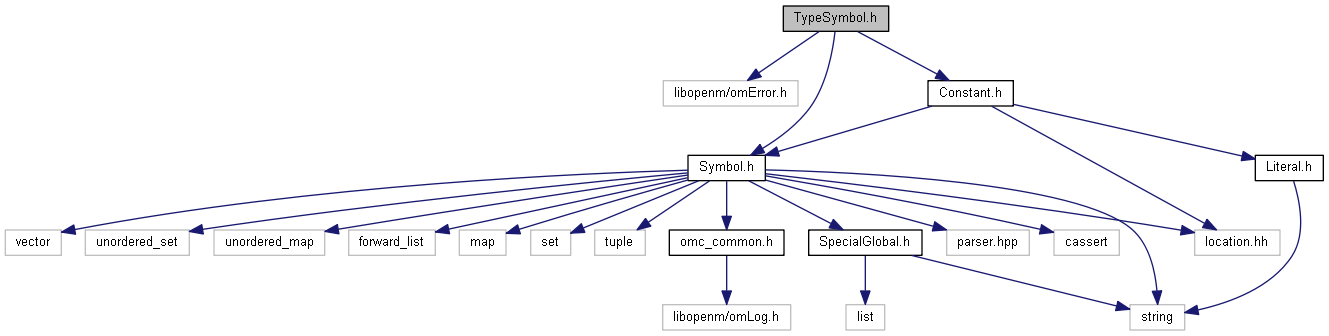 TypeSymbol.h
libopenm/omError.h
Constant.h
Symbol.h
Literal.h
vector
unordered_set
unordered_map
forward_list
map
set
tuple
omc_common.h
SpecialGlobal.h
parser.hpp
cassert
location.hh
libopenm/omLog.h
list
string